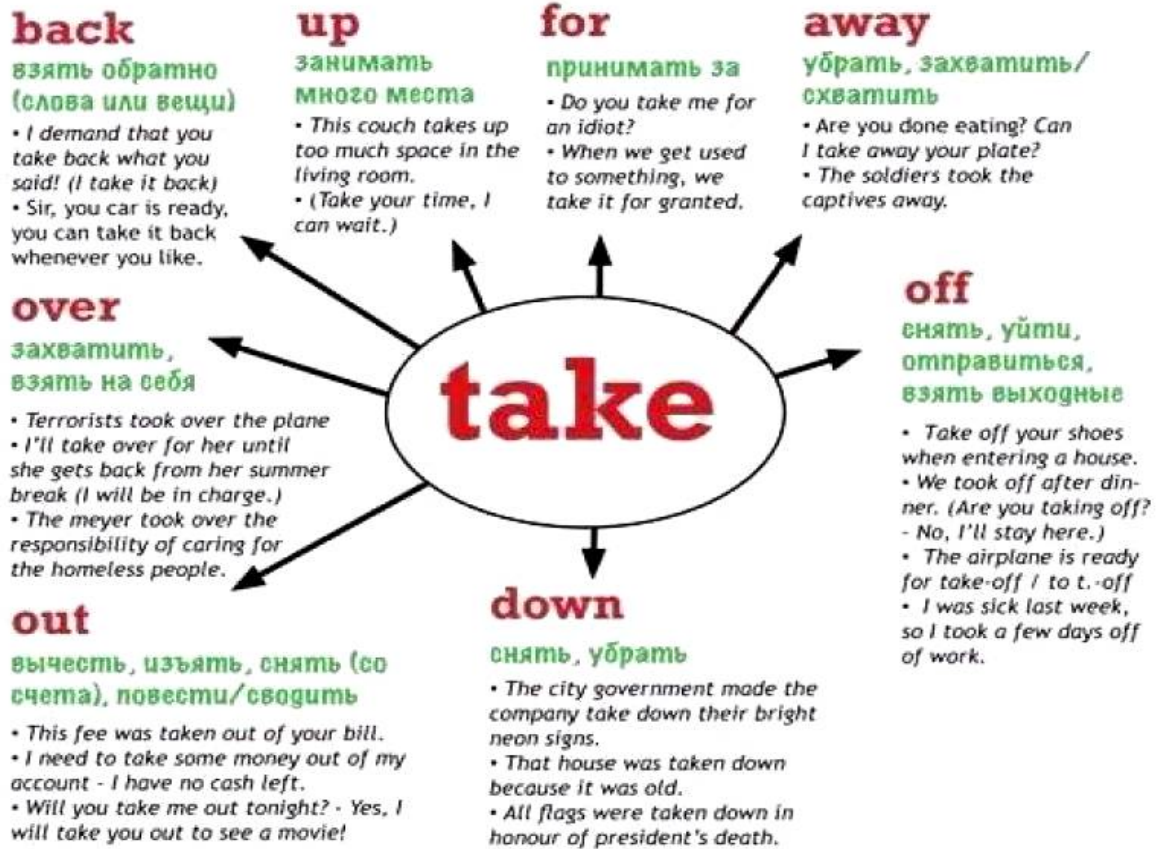 back
взять обратно
(слова или вещи)
• I demand that you
take back what you
said! (I take it back)
• Sir, you car is ready,
you can take it back
whenever you like.
up
занимать
много места
• This couch takes up
too much space in the
living room.
• (Take your time, I
can wait.)
for
принимать за
• Do you take me for
an idiot?
• When we get used
to something, we
take it for granted.
away
убрать, захватить/
схватить
• Are you done eating? Can
I take away your plate?
• The soldiers took the
captives away.
over
захватить,
взять на себя
• Terrorists took over the plane
• I'll take over for her until
she gets back from her summer
break (I will be in charge.)
• The meyer took over the
responsibility of caring for
the homeless people.
take
off
снять, уйти,
отправиться,
взять выходные
• Take off your shoes
when entering a house.
• We took off after din-
ner. (Are you taking off?
- No, I'll stay here.)
• The airplane is ready
for take-off / to t.-off
• I was sick last week,
so I took a few days off
of work.
out
вычесть, изъять, снять (со
счета), повести/сводить
• This fee was taken out of your bill.
• I need to take some money out of my
account - I have no cash left.
• Will you take me out tonight? - Yes, I
will take you out to see a movie!
down
снять, убрать
• The city government made the
company take down their bright
neon signs.
• That house was taken down
because it was old.
• All flags were taken down in
honour of president's death.